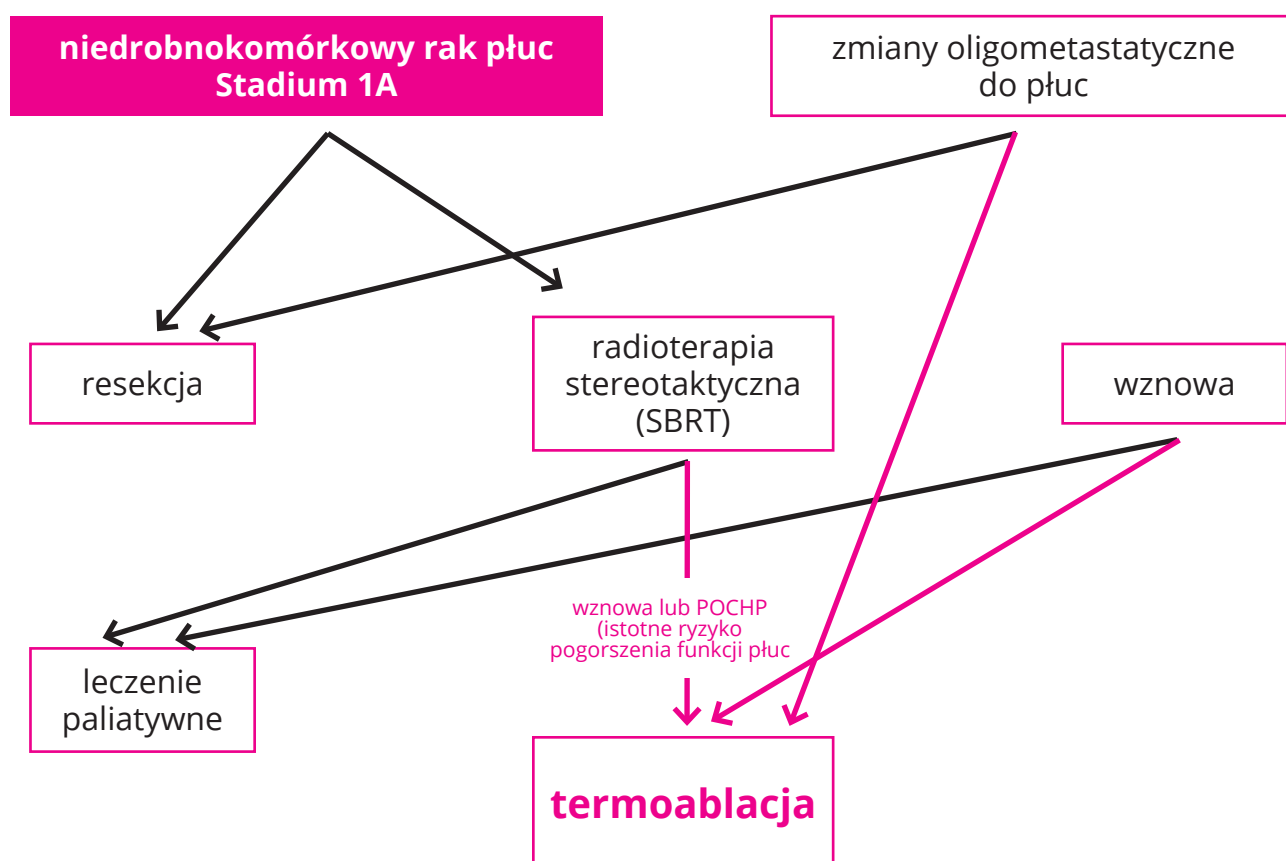 niedrobnokomórkowy rak płuc
Stadium 1A
zmiany oligometastatyczne
do płuc
resekcja
radioterapia
stereotaktyczna
(SBRT)
wznowa
wznowa lub POCHP
(istotne ryzyko
pogorszenia funkcji płuc
leczenie
paliatywne
termoablacja